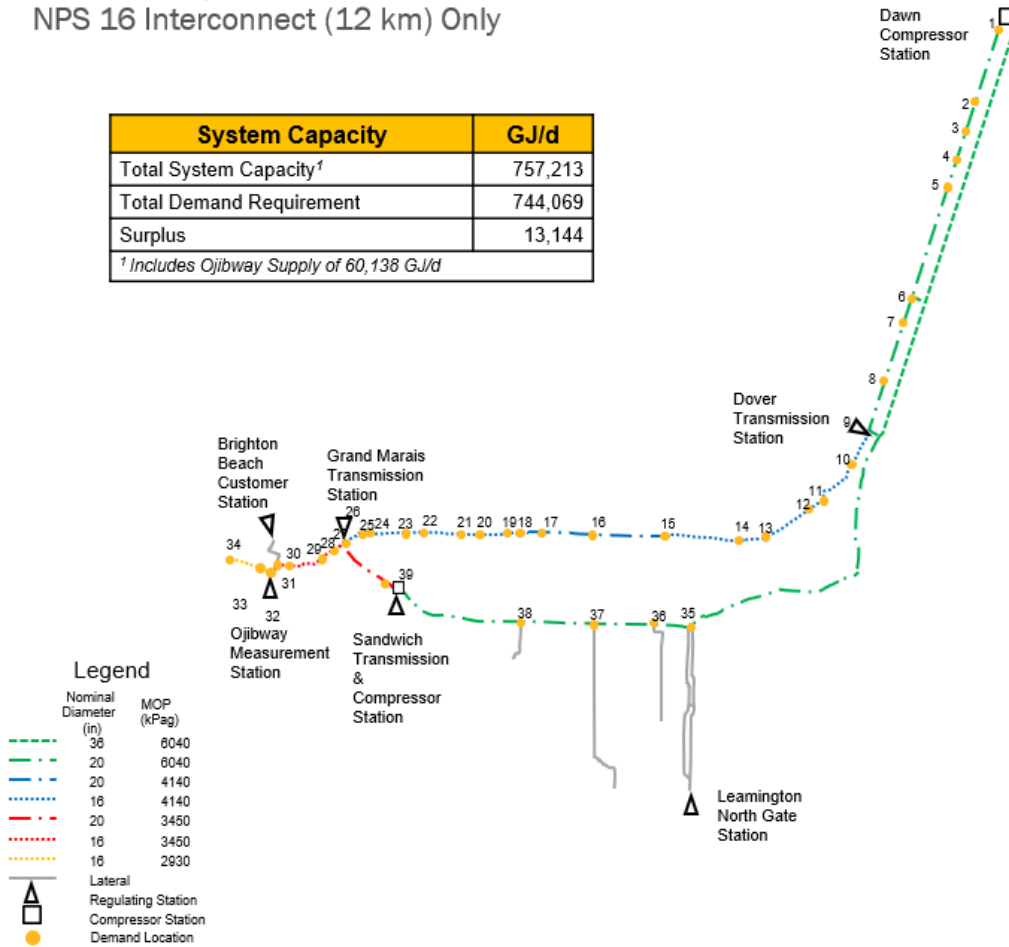 NPS 16 Interconnect (12 km) Only
Dawn
Compressor
Station
System Capacity GJ/d
Total System Capacity¹ 757,213
Total Demand Requirement 744,069
Surplus 13,144
¹ Includes Ojibway Supply of 60,138 GJ/d
1
2
3
4
5
6
7
8
9
Dover
Transmission
Station
10
11
12
13
14
15
16
17
18
19
20
21
22
23
24
25
26
Grand Marais
Transmission
Station
Brighton
Beach
Customer
Station
28
29
30
31
32
33
34
Ojibway
Measurement
Station
39
Sandwich
Transmission
&
Compressor
Station
38
37
36
35
Leamington
North Gate
Station
Legend
Nominal
Diameter
(in)
MOP
(kPag)
36 6040
20 6040
20 4140
16 4140
20 3450
16 3450
16 2930
Lateral
Regulating Station
Compressor Station
Demand Location